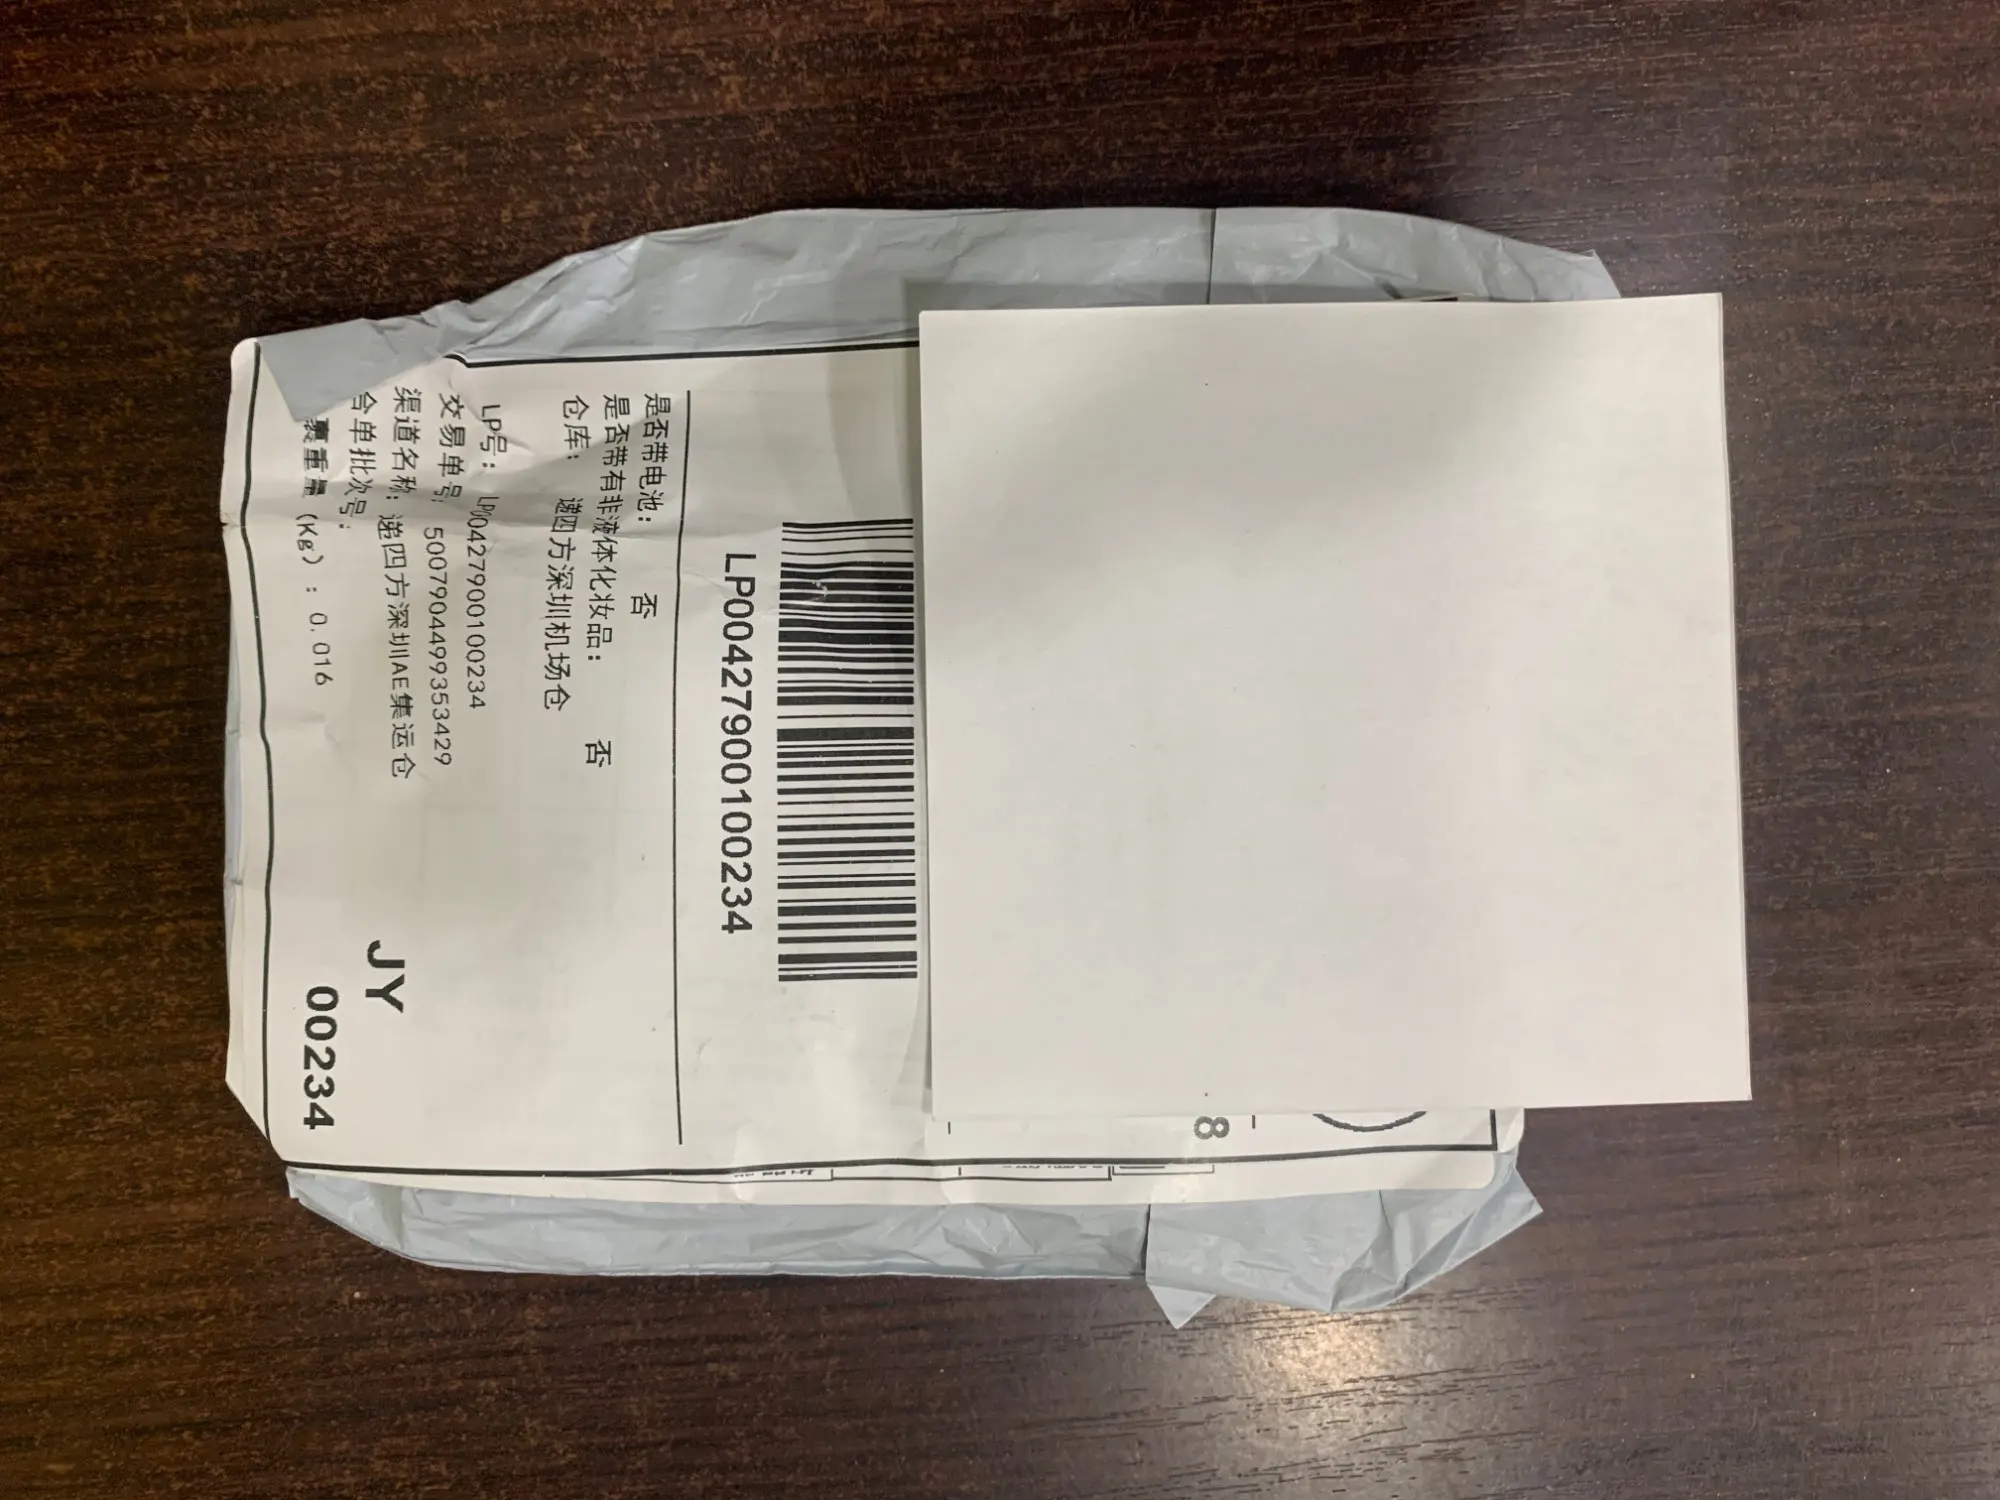 LP00427900100234
是否带电池: 否
是否带有非液体化妆品: 否
仓库: 递四方深圳机场仓
LP号: LP00427900100234
交易单号: 5007904499353429
渠道名称: 递四方深圳AE集运仓
合单批次号:
裹重量 (Kg) : 0.016
JY
00234
8